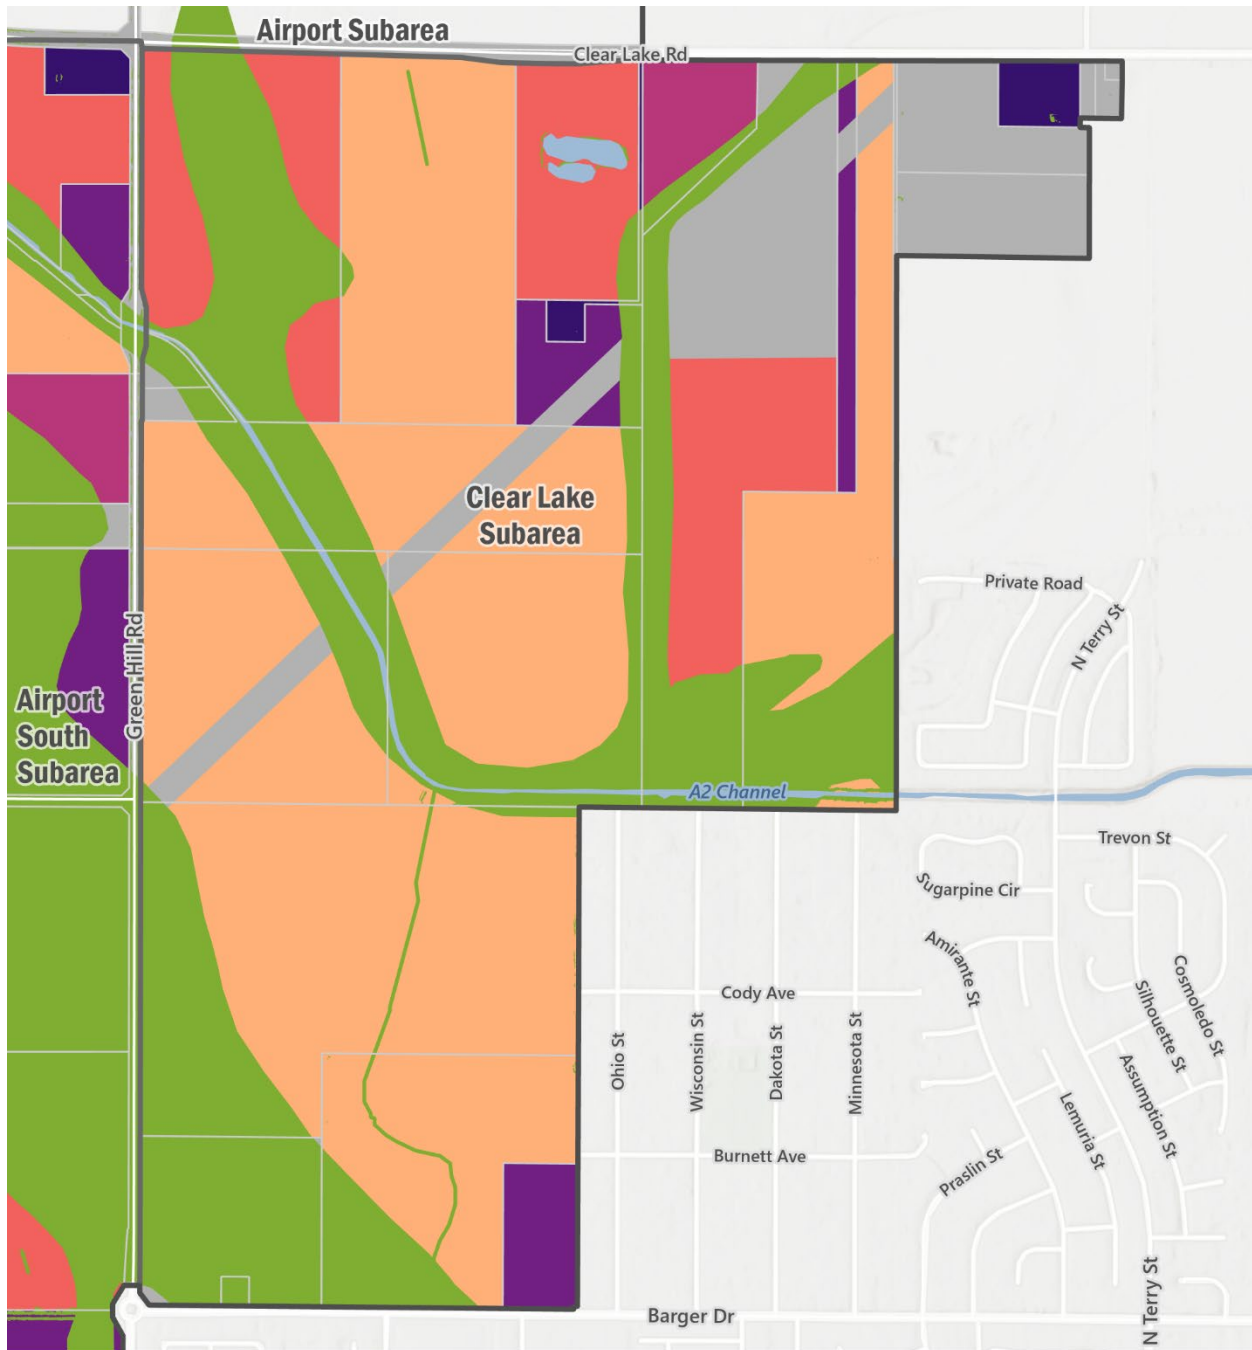 Airport Subarea
Clear Lake Rd
Clear Lake
Subarea
Private Road
N Terry St
Green Hill Rd
Airport
South
Subarea
A2 Channel
Trevon St
Sugarpine Cir
Amirante St
Cosmoledo St
Silhouette St
Cody Ave
Ohio St
Wisconsin St
Dakota St
Minnesota St
Assumption St
Lemuria St
Burnett Ave
Praslin St
N Terry St
Barger Dr